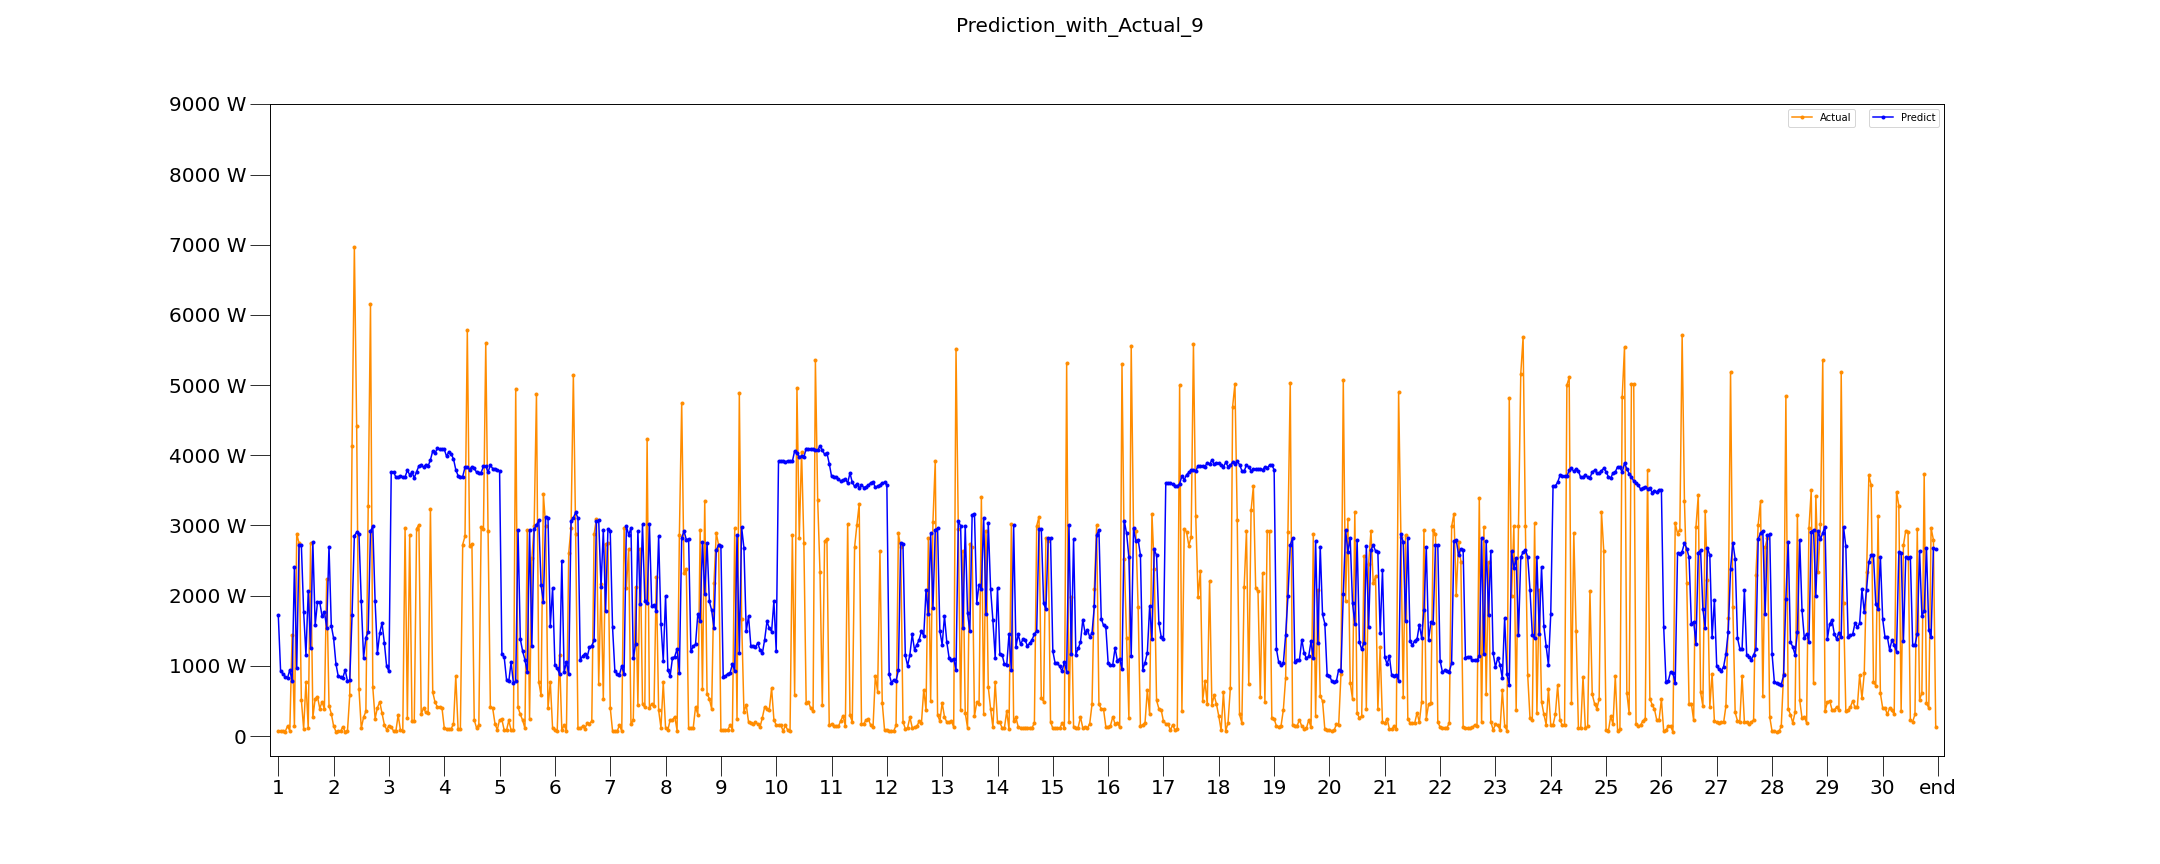 Prediction_with_Actual_9
9000 W
8000 W
7000 W
6000 W
5000 W
4000 W
3000 W
2000 W
1000 W
0
Actual Predict
1 2 3 4 5 6 7 8 9 10 11 12 13 14 15 16 17 18 19 20 21 22 23 24 25 26 27 28 29 30 end